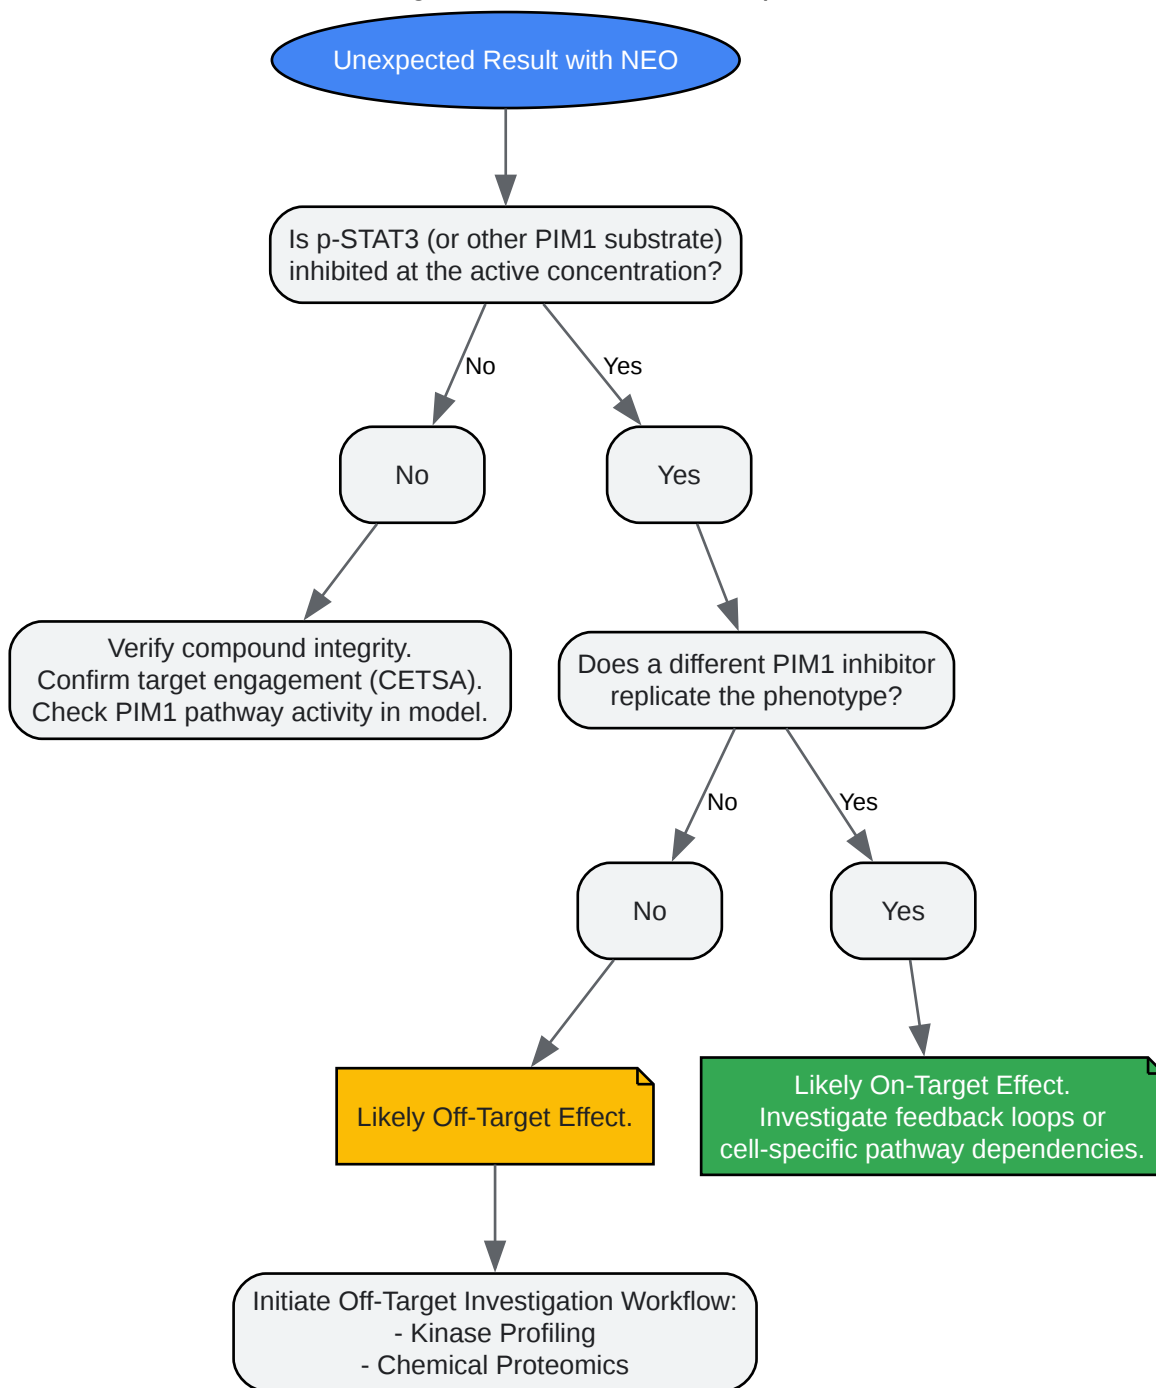 Unexpected Result with NEO
Is p-STAT3 (or other PIM1 substrate)
inhibited at the active concentration?
No
Yes
No
Yes
Verify compound integrity.
Confirm target engagement (CETSA).
Check PIM1 pathway activity in model.
Does a different PIM1 inhibitor
replicate the phenotype?
No
Yes
No
Yes
Likely Off-Target Effect.
Likely On-Target Effect.
Investigate feedback loops or
cell-specific pathway dependencies.
Initiate Off-Target Investigation Workflow:
- Kinase Profiling
- Chemical Proteomics